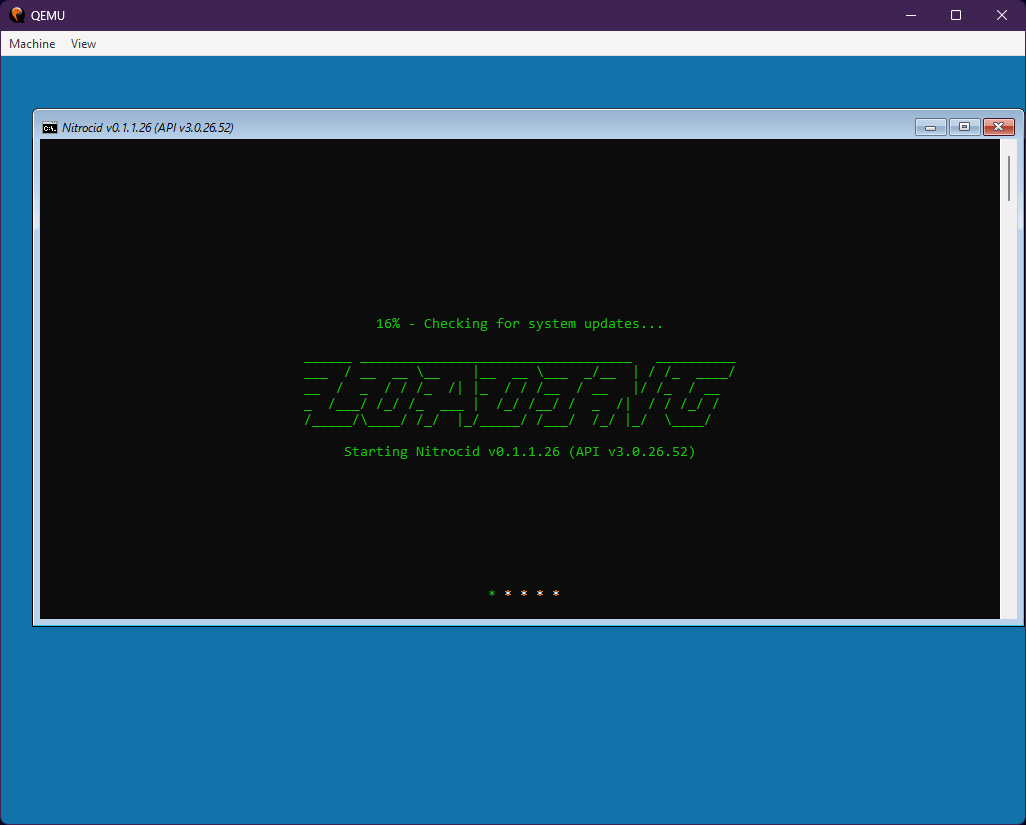 QEMU
Machine View
Nitrocid v0.1.1.26 (API v3.0.26.52)
16% - Checking for system updates...
LOADING
Starting Nitrocid v0.1.1.26 (API v3.0.26.52)
* * * * *